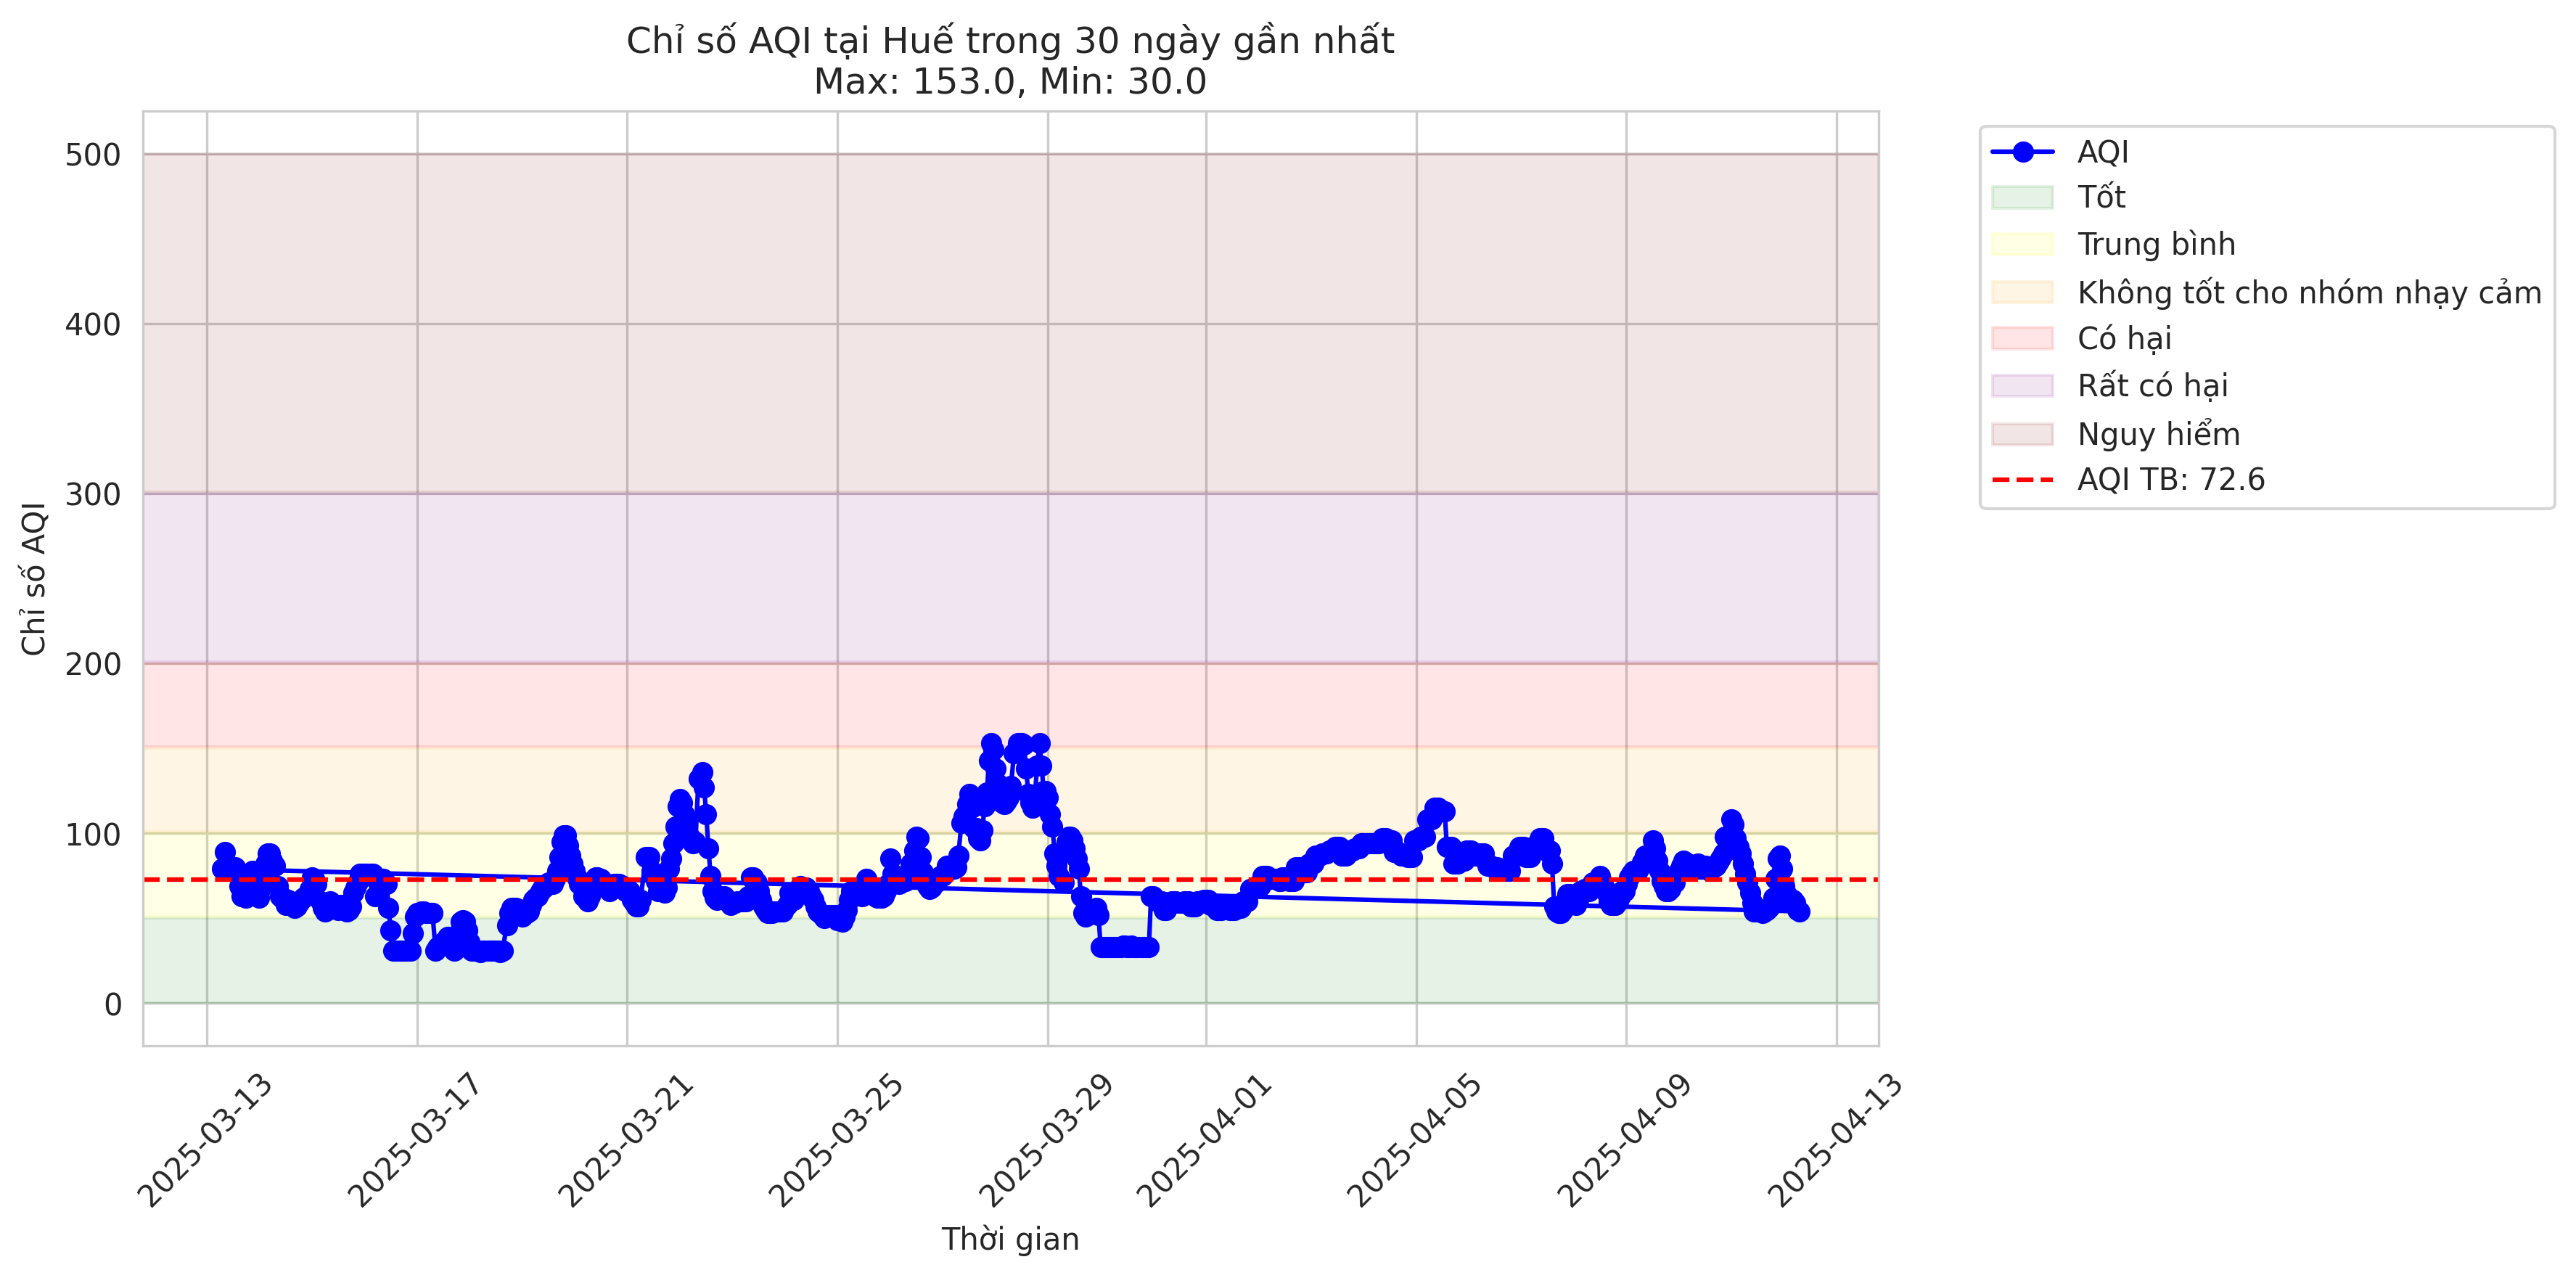 Chỉ số AQI tại Huế trong 30 ngày gần nhất
Max: 153.0, Min: 30.0
Chỉ số AQI
500
400
300
200
100
0
2025-03-13
2025-03-17
2025-03-21
2025-03-25
2025-03-29
2025-04-01
2025-04-05
2025-04-09
2025-04-13
Thời gian
AQI
Tốt
Trung bình
Không tốt cho nhóm nhạy cảm
Có hại
Rất có hại
Nguy hiểm
AQI TB: 72.6